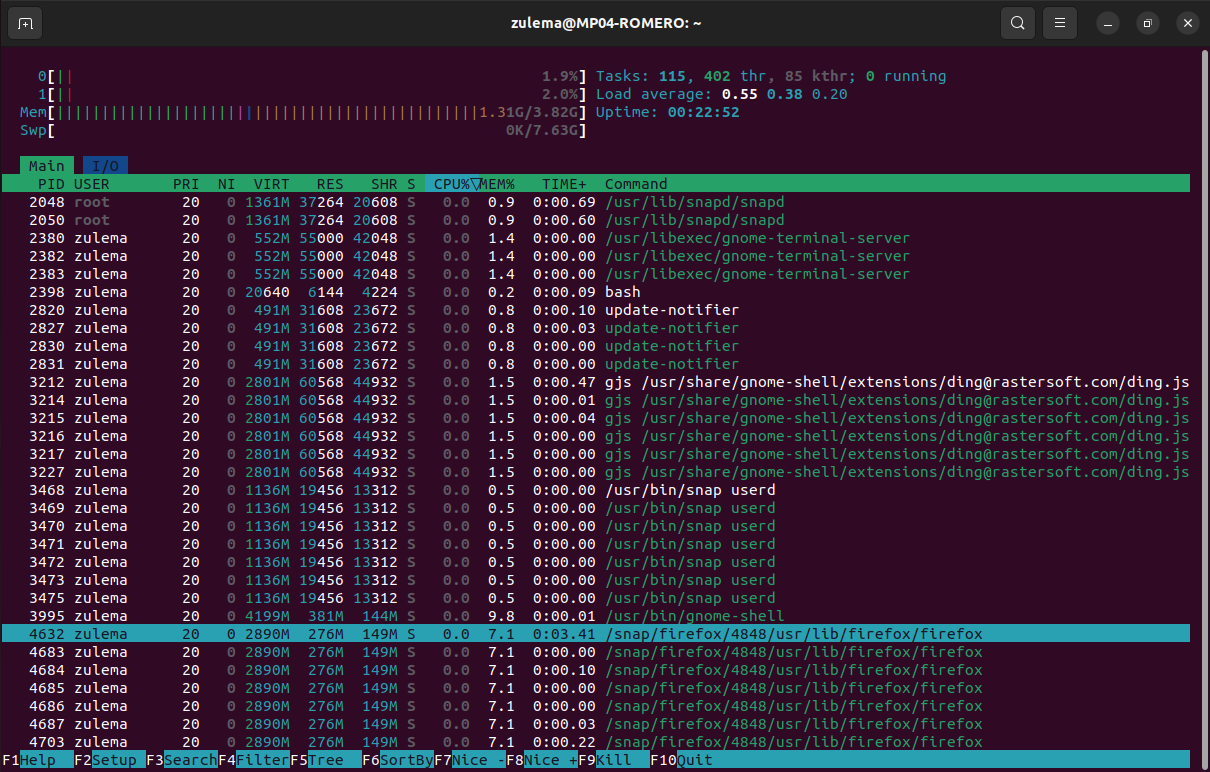 zulema@MP04-ROMERO: ~
0[|| 1.9%] Tasks: 115, 402 thr, 85 kthr; 0 running
1[|| 2.0%] Load average: 0.55 0.38 0.20
Mem[|||||||||||||||||||||||||||||||||||||||||||||||1.31G/3.82G] Uptime: 00:22:52
Swp[ 0K/7.63G]
Main I/O
PID USER PRI NI VIRT RES SHR S CPU%▽MEM% TIME+ Command
2048 root 20 0 1361M 37264 20608 S 0.0 0.9 0:00.69 /usr/lib/snapd/snapd
2050 root 20 0 1361M 37264 20608 S 0.0 0.9 0:00.60 /usr/lib/snapd/snapd
2380 zulema 20 0 552M 55000 42048 S 0.0 1.4 0:00.00 /usr/libexec/gnome-terminal-server
2382 zulema 20 0 552M 55000 42048 S 0.0 1.4 0:00.00 /usr/libexec/gnome-terminal-server
2383 zulema 20 0 552M 55000 42048 S 0.0 1.4 0:00.00 /usr/libexec/gnome-terminal-server
2398 zulema 20 0 20640 6144 4224 S 0.0 0.2 0:00.09 bash
2820 zulema 20 0 491M 31608 23672 S 0.0 0.8 0:00.10 update-notifier
2827 zulema 20 0 491M 31608 23672 S 0.0 0.8 0:00.03 update-notifier
2830 zulema 20 0 491M 31608 23672 S 0.0 0.8 0:00.00 update-notifier
2831 zulema 20 0 491M 31608 23672 S 0.0 0.8 0:00.00 update-notifier
3212 zulema 20 0 2801M 60568 44932 S 0.0 1.5 0:00.47 gjs /usr/share/gnome-shell/extensions/ding@rastersoft.com/ding.js
3214 zulema 20 0 2801M 60568 44932 S 0.0 1.5 0:00.01 gjs /usr/share/gnome-shell/extensions/ding@rastersoft.com/ding.js
3215 zulema 20 0 2801M 60568 44932 S 0.0 1.5 0:00.04 gjs /usr/share/gnome-shell/extensions/ding@rastersoft.com/ding.js
3216 zulema 20 0 2801M 60568 44932 S 0.0 1.5 0:00.00 gjs /usr/share/gnome-shell/extensions/ding@rastersoft.com/ding.js
3217 zulema 20 0 2801M 60568 44932 S 0.0 1.5 0:00.00 gjs /usr/share/gnome-shell/extensions/ding@rastersoft.com/ding.js
3227 zulema 20 0 2801M 60568 44932 S 0.0 1.5 0:00.00 gjs /usr/share/gnome-shell/extensions/ding@rastersoft.com/ding.js
3468 zulema 20 0 1136M 19456 13312 S 0.0 0.5 0:00.00 /usr/bin/snap userd
3469 zulema 20 0 1136M 19456 13312 S 0.0 0.5 0:00.00 /usr/bin/snap userd
3470 zulema 20 0 1136M 19456 13312 S 0.0 0.5 0:00.00 /usr/bin/snap userd
3471 zulema 20 0 1136M 19456 13312 S 0.0 0.5 0:00.00 /usr/bin/snap userd
3472 zulema 20 0 1136M 19456 13312 S 0.0 0.5 0:00.00 /usr/bin/snap userd
3473 zulema 20 0 1136M 19456 13312 S 0.0 0.5 0:00.00 /usr/bin/snap userd
3475 zulema 20 0 1136M 19456 13312 S 0.0 0.5 0:00.00 /usr/bin/snap userd
3995 zulema 20 0 4199M 381M 144M S 0.0 9.8 0:00.01 /usr/bin/gnome-shell
4632 zulema 20 0 2890M 276M 149M S 0.0 7.1 0:03.41 /snap/firefox/4848/usr/lib/firefox/firefox
4683 zulema 20 0 2890M 276M 149M S 0.0 7.1 0:00.00 /snap/firefox/4848/usr/lib/firefox/firefox
4684 zulema 20 0 2890M 276M 149M S 0.0 7.1 0:00.10 /snap/firefox/4848/usr/lib/firefox/firefox
4685 zulema 20 0 2890M 276M 149M S 0.0 7.1 0:00.00 /snap/firefox/4848/usr/lib/firefox/firefox
4686 zulema 20 0 2890M 276M 149M S 0.0 7.1 0:00.00 /snap/firefox/4848/usr/lib/firefox/firefox
4687 zulema 20 0 2890M 276M 149M S 0.0 7.1 0:00.03 /snap/firefox/4848/usr/lib/firefox/firefox
4703 zulema 20 0 2890M 276M 149M S 0.0 7.1 0:00.22 /snap/firefox/4848/usr/lib/firefox/firefox
F1Help F2Setup F3SearchF4FilterF5Tree F6SortByF7Nice -F8Nice +F9Kill F10Quit